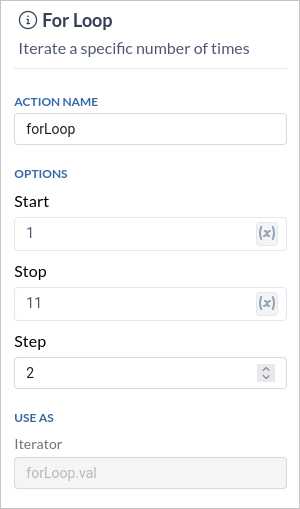 For Loop
Iterate a specific number of times
ACTION NAME
forLoop
OPTIONS
Start
1
(x)
Stop
11
(x)
Step
2
USE AS
Iterator
forLoop.val